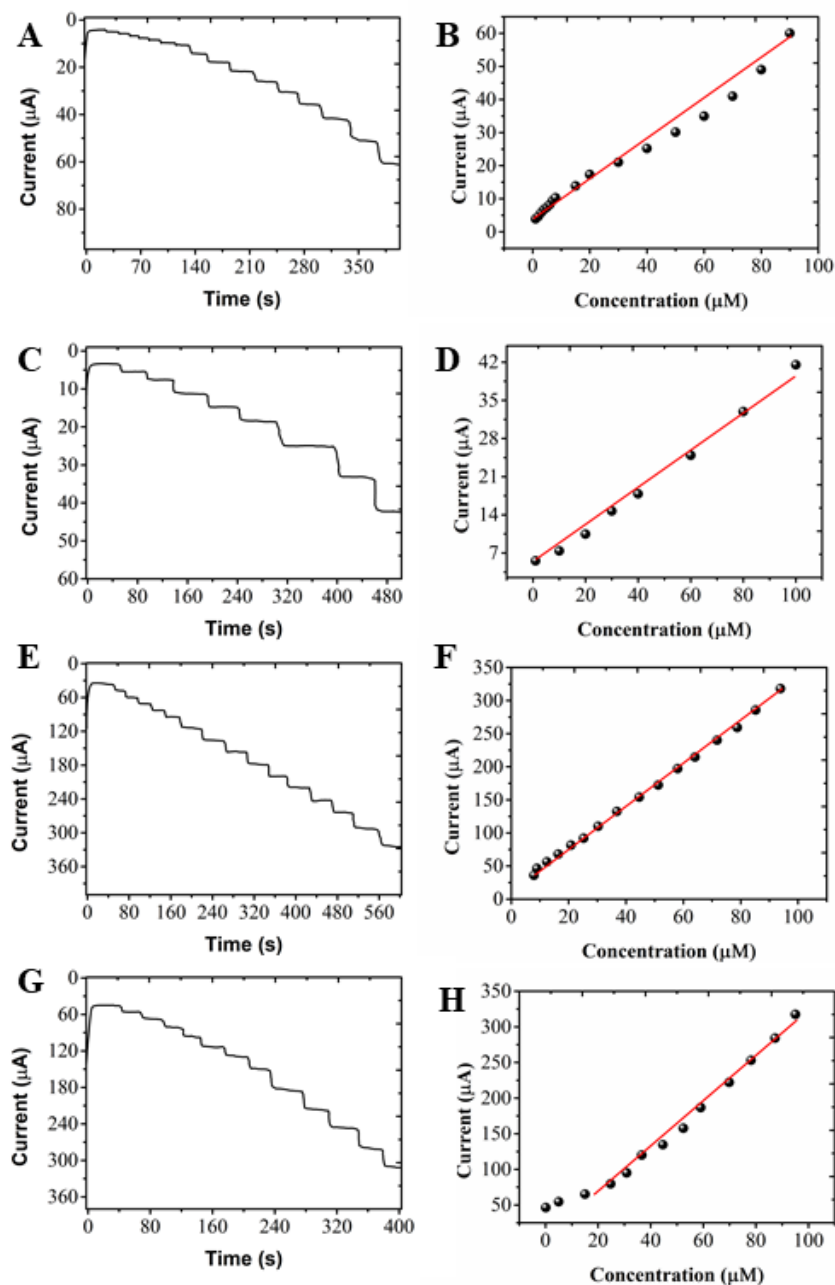 A
0
20
40
60
80
Current (μA)
0 70 140 210 280 350
Time (s)
B
60
50
40
30
20
10
0
Current (μA)
0 20 40 60 80 100
Concentration (μM)
C
0
10
20
30
40
50
60
Current (μA)
0 80 160 240 320 400 480
Time (s)
D
42
35
28
21
14
7
Current (μA)
0 20 40 60 80 100
Concentration (μM)
E
0
60
120
180
240
300
360
Current (μA)
0 80 160 240 320 400 480 560
Time (s)
F
350
300
250
200
150
100
50
0
Current (μA)
0 20 40 60 80 100
Concentration (μM)
G
0
60
120
180
240
300
360
Current (μA)
0 80 160 240 320 400
Time (s)
H
350
300
250
200
150
100
50
Current (μA)
0 20 40 60 80 100
Concentration (μM)